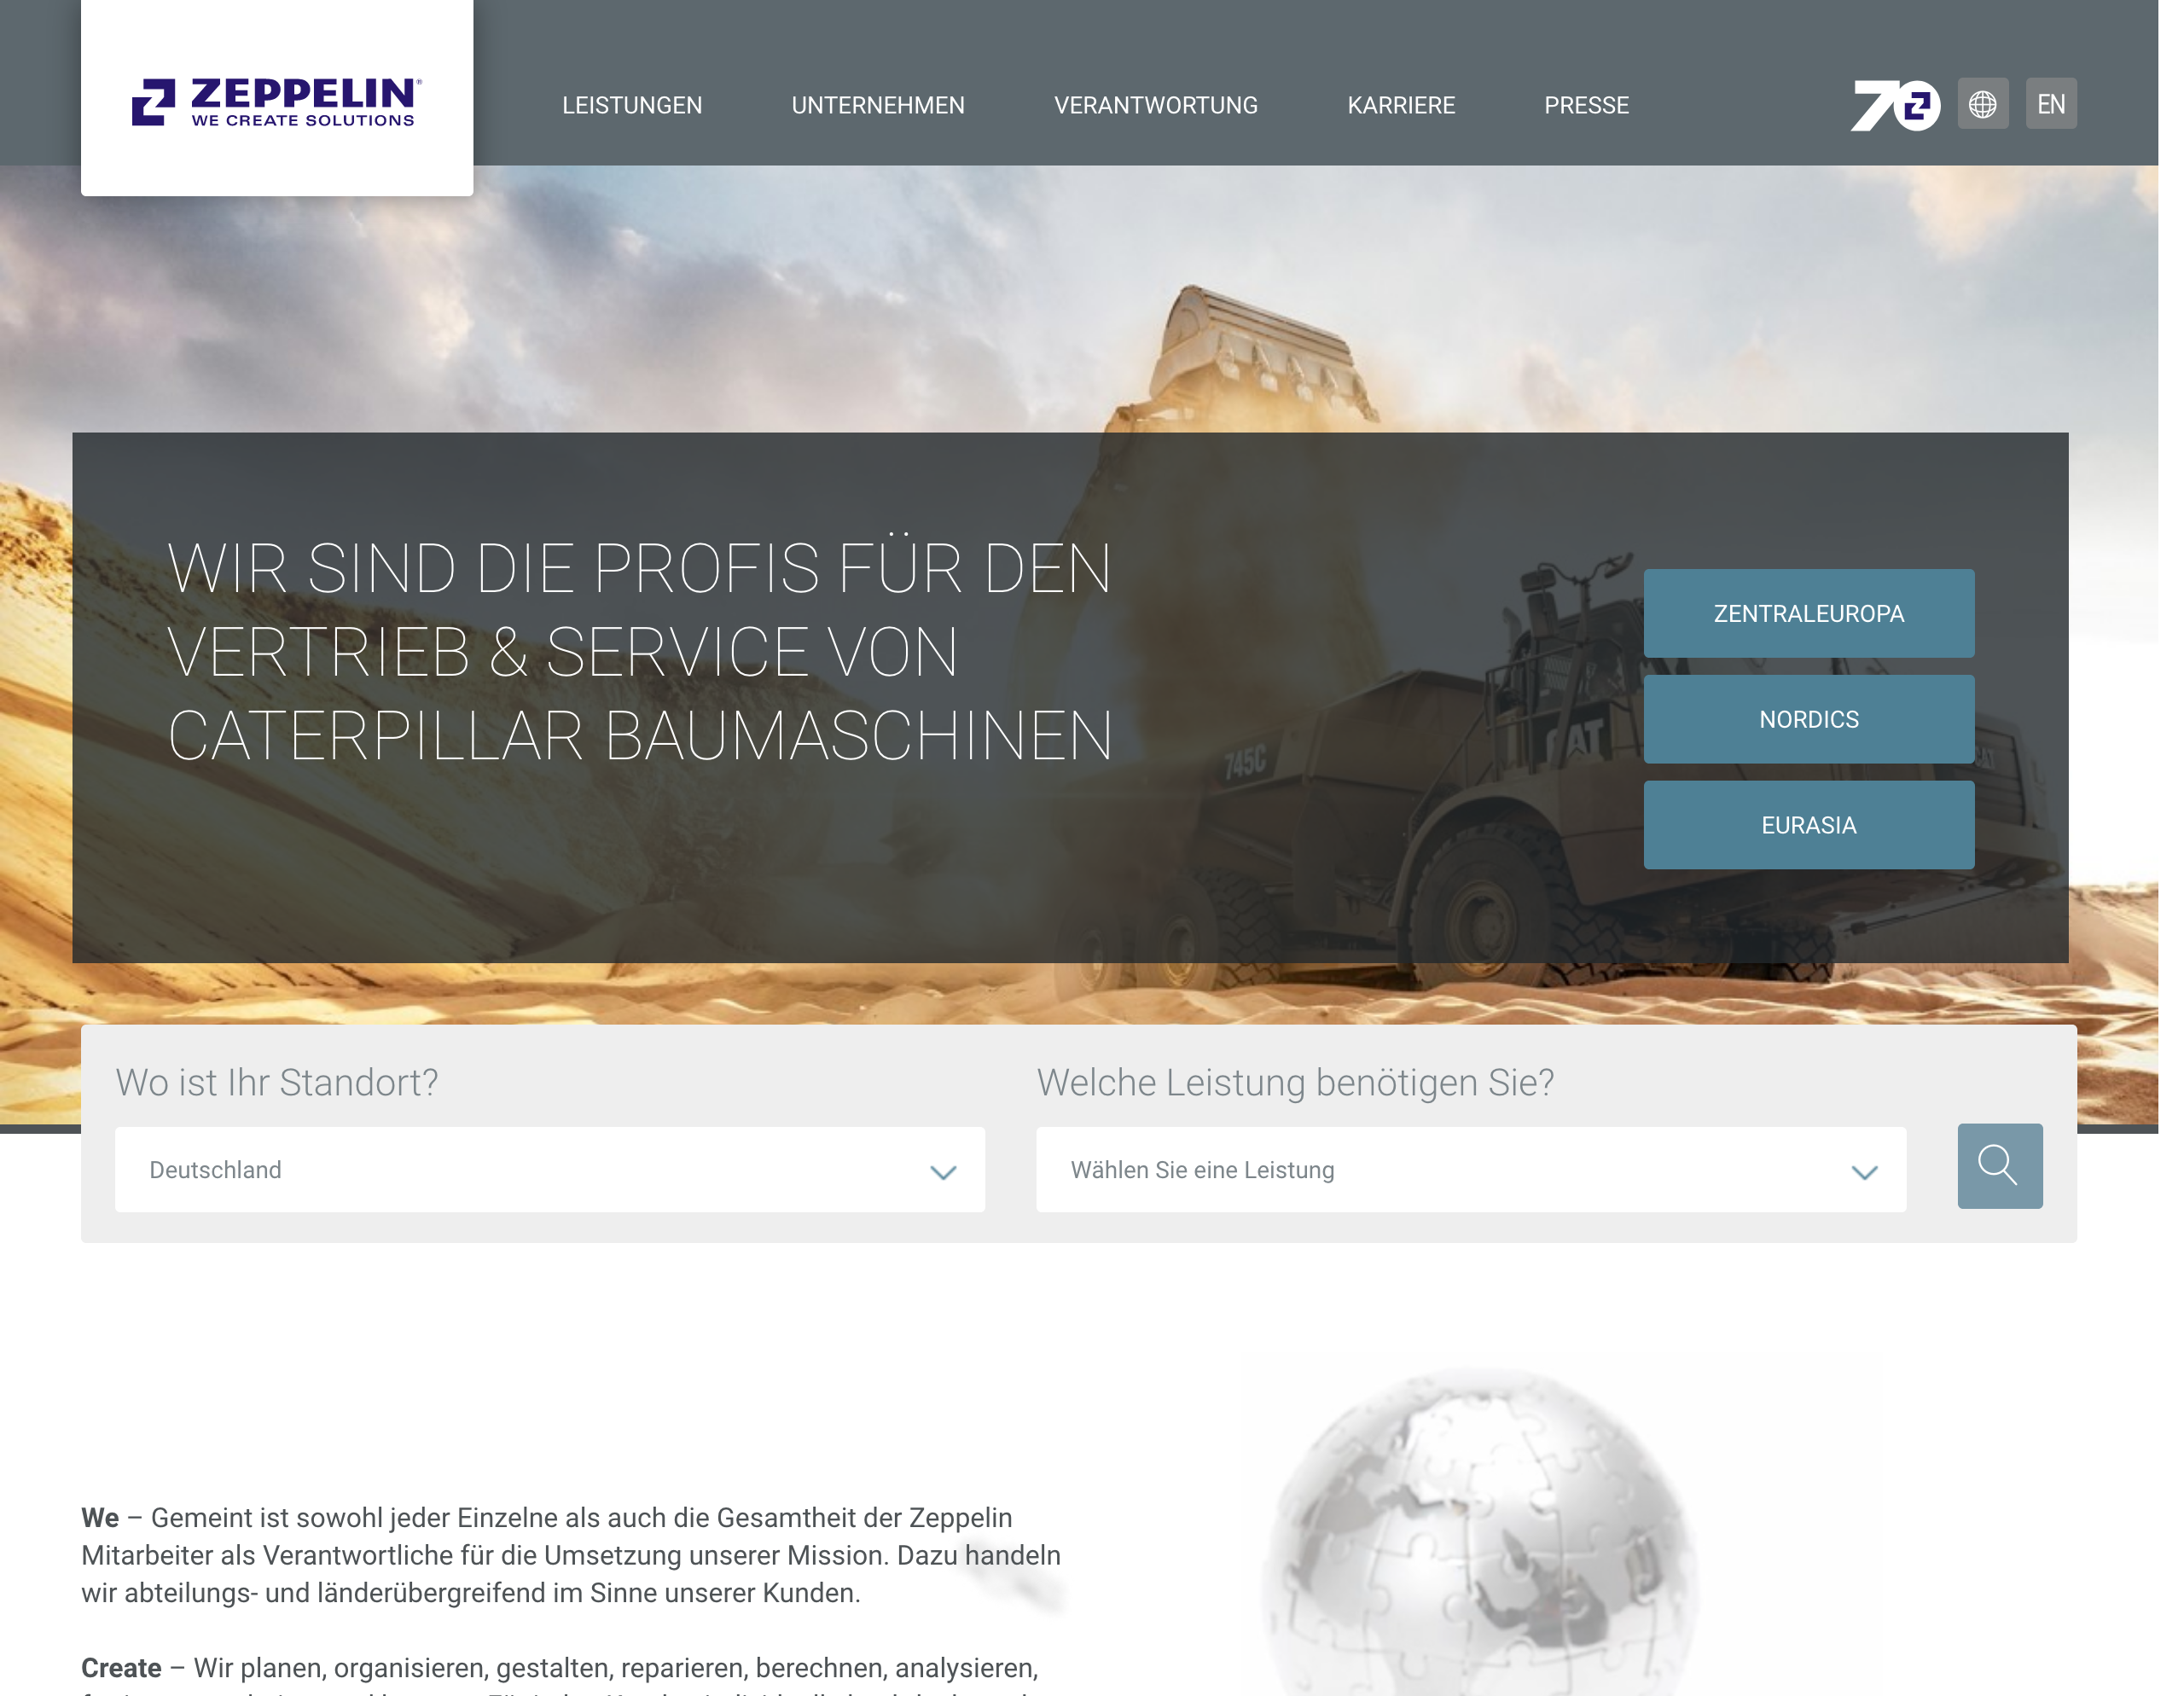 ZEPPELIN®
WE CREATE SOLUTIONS
LEISTUNGEN
UNTERNEHMEN
VERANTWORTUNG
KARRIERE
PRESSE
70
EN
WIR SIND DIE PROFIS FÜR DEN
VERTRIEB & SERVICE VON
CATERPILLAR BAUMASCHINEN
ZENTRALEUROPA
NORDICS
EURASIA
745C
CAT
CAT
Wo ist Ihr Standort?
Deutschland
Welche Leistung benötigen Sie?
Wählen Sie eine Leistung
We – Gemeint ist sowohl jeder Einzelne als auch die Gesamtheit der Zeppelin
Mitarbeiter als Verantwortliche für die Umsetzung unserer Mission. Dazu handeln
wir abteilungs- und länderübergreifend im Sinne unserer Kunden.
Create – Wir planen, organisieren, gestalten, reparieren, berechnen, analysieren,